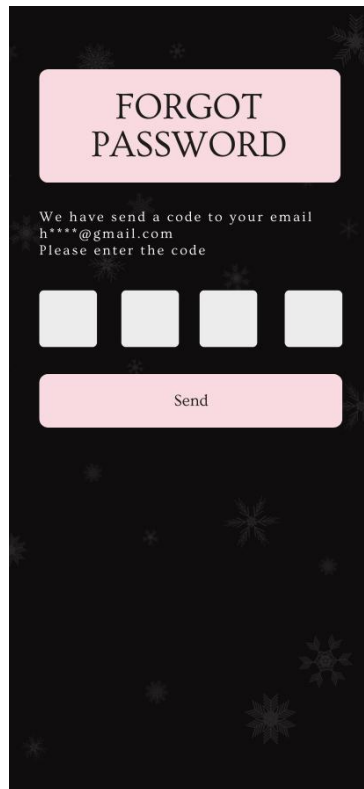 FORGOT
PASSWORD
We have send a code to your email
h****@gmail.com
Please enter the code
Send